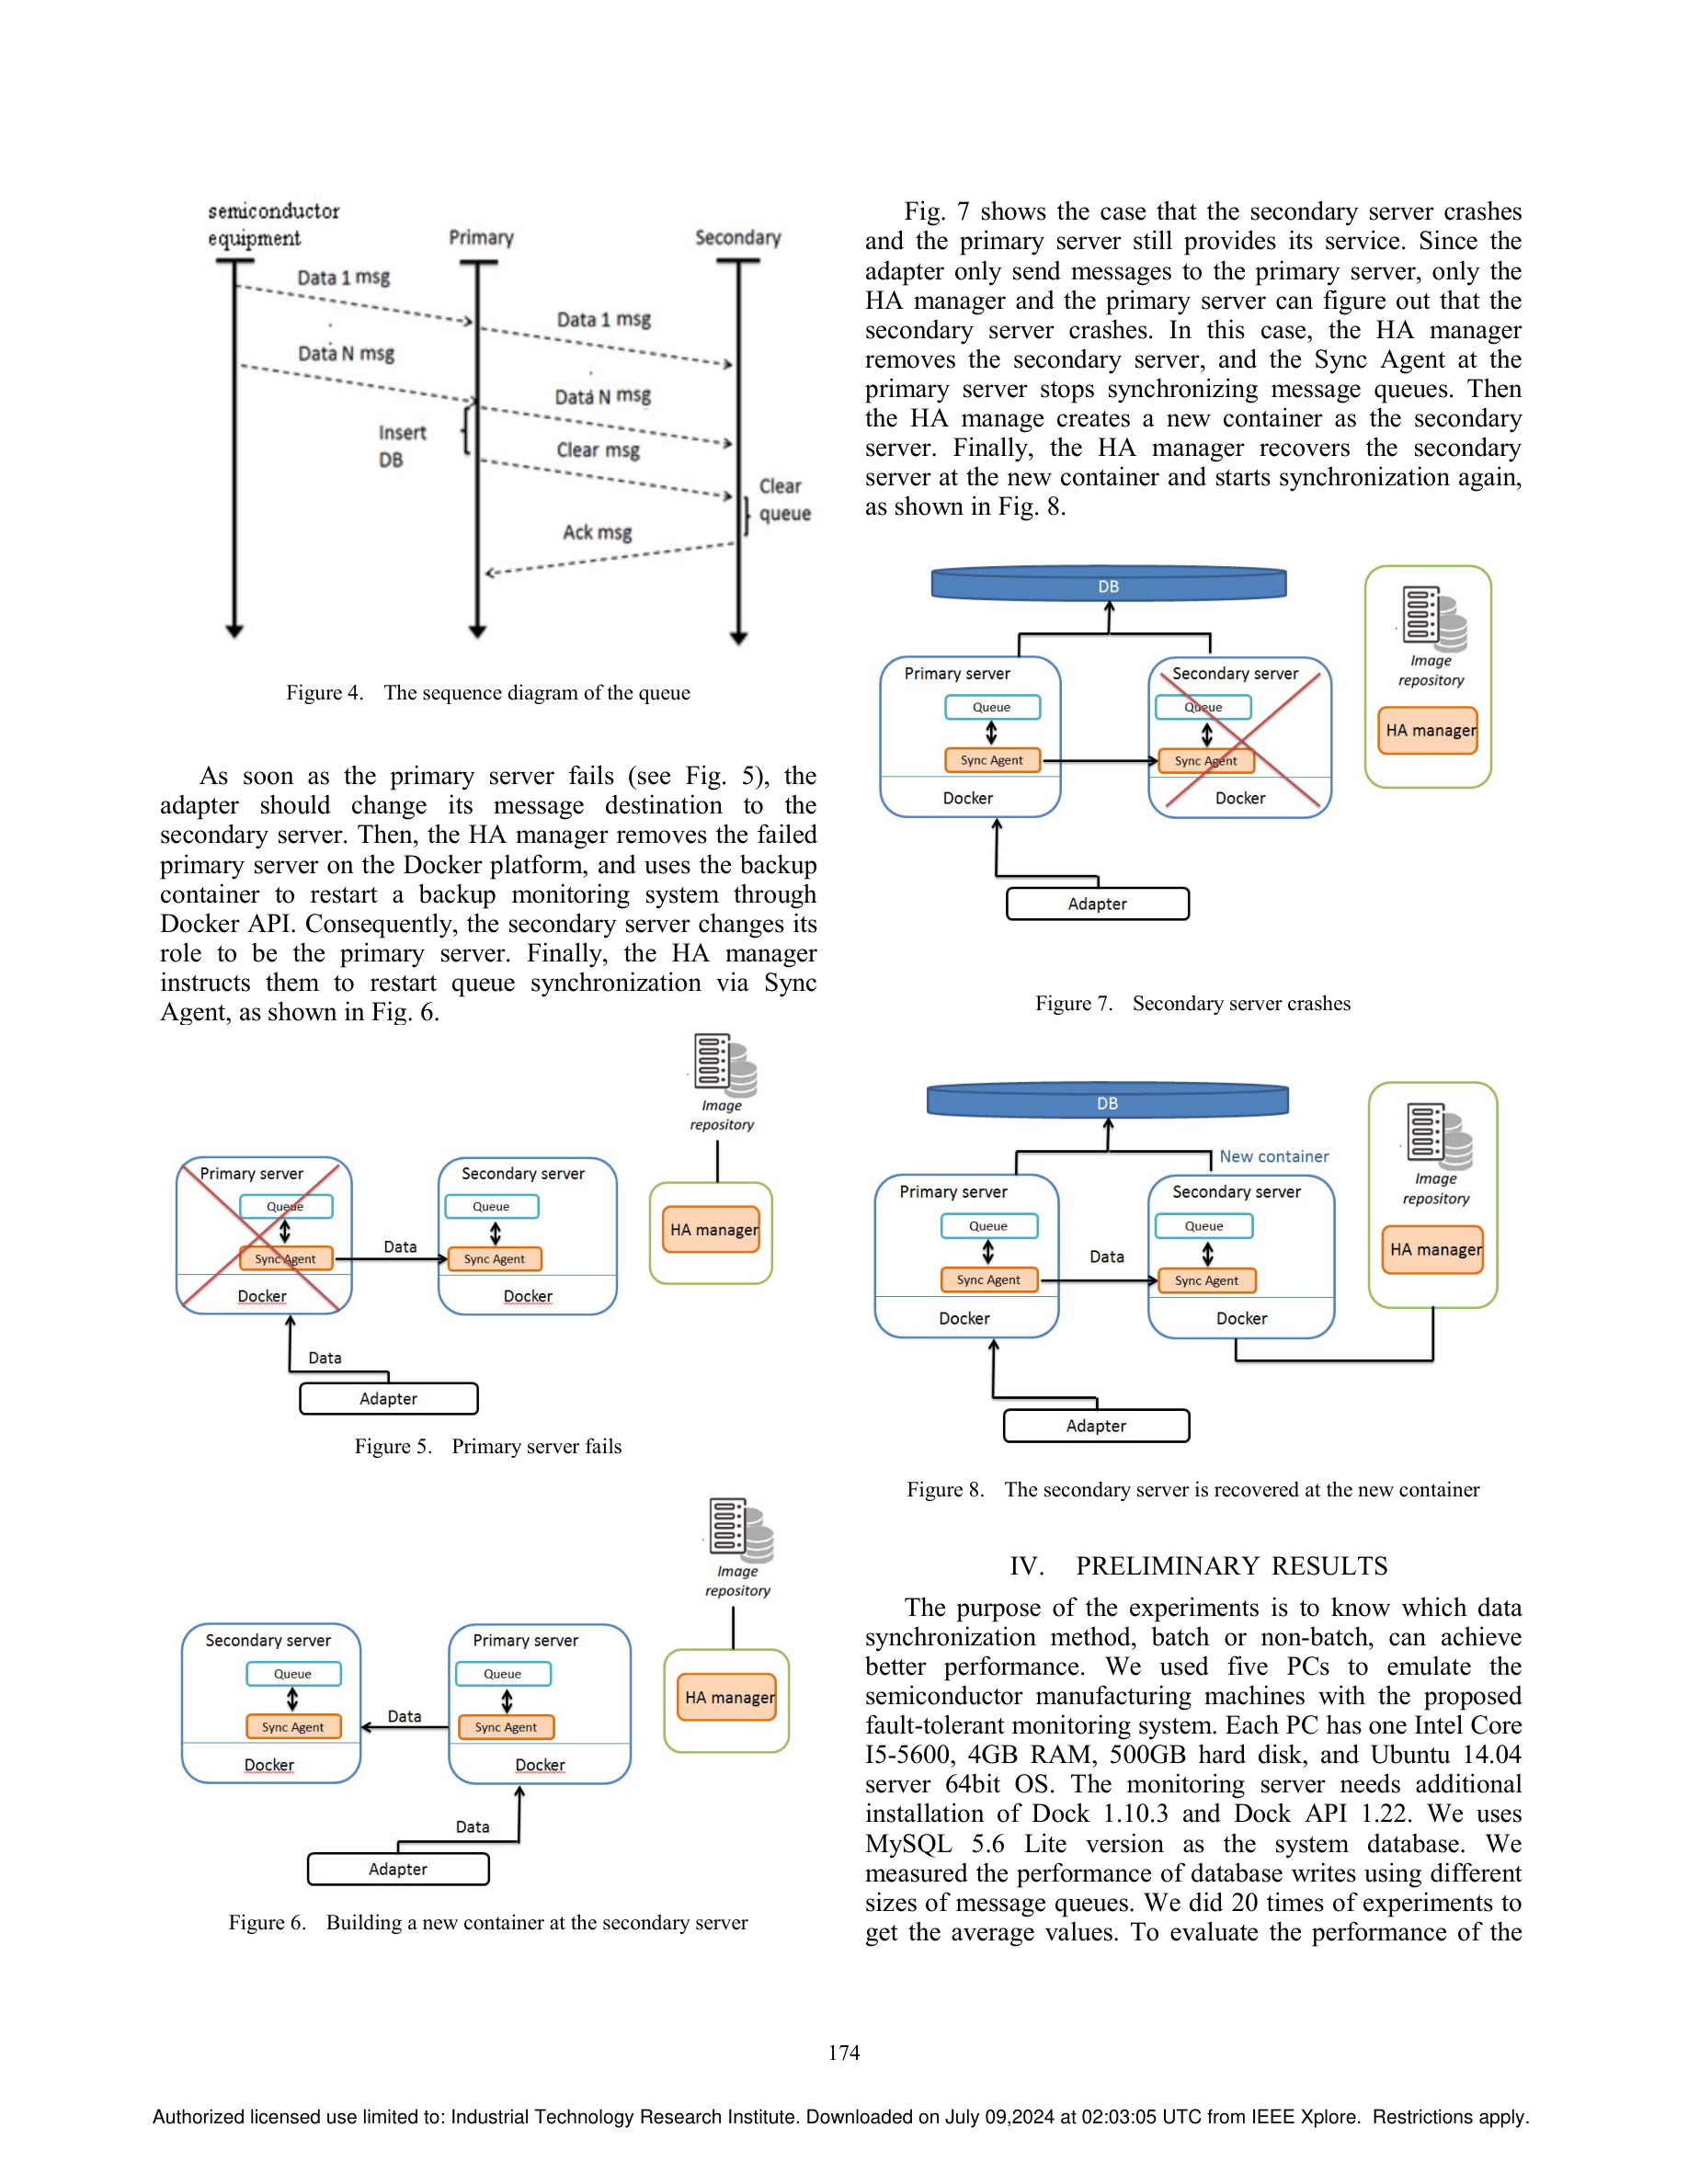 semiconductor
equipment
Primary
Secondary
Data 1 msg
Data 1 msg
Data N msg
Data N msg
Insert
DB
Clear msg
Clear
queue
Ack msg
Figure 4. The sequence diagram of the queue
As soon as the primary server fails (see Fig. 5), the
adapter should change its message destination to the
secondary server. Then, the HA manager removes the failed
primary server on the Docker platform, and uses the backup
container to restart a backup monitoring system through
Docker API. Consequently, the secondary server changes its
role to be the primary server. Finally, the HA manager
instructs them to restart queue synchronization via Sync
Agent, as shown in Fig. 6.
Image
repository
Primary server
Queue
Sync Agent
Docker
Data
Secondary server
Queue
Sync Agent
Docker
HA manager
Data
Adapter
Figure 5. Primary server fails
Image
repository
Secondary server
Queue
Sync Agent
Docker
Data
Primary server
Queue
Sync Agent
Docker
HA manager
Data
Adapter
Figure 6. Building a new container at the secondary server
Fig. 7 shows the case that the secondary server crashes
and the primary server still provides its service. Since the
adapter only send messages to the primary server, only the
HA manager and the primary server can figure out that the
secondary server crashes. In this case, the HA manager
removes the secondary server, and the Sync Agent at the
primary server stops synchronizing message queues. Then
the HA manage creates a new container as the secondary
server. Finally, the HA manager recovers the secondary
server at the new container and starts synchronization again,
as shown in Fig. 8.
DB
Primary server
Queue
Sync Agent
Docker
Secondary server
Queue
Sync Agent
Docker
Image
repository
HA manager
Adapter
Figure 7. Secondary server crashes
DB
New container
Primary server
Queue
Sync Agent
Docker
Data
Secondary server
Queue
Sync Agent
Docker
Image
repository
HA manager
Adapter
Figure 8. The secondary server is recovered at the new container
IV. PRELIMINARY RESULTS
The purpose of the experiments is to know which data
synchronization method, batch or non-batch, can achieve
better performance. We used five PCs to emulate the
semiconductor manufacturing machines with the proposed
fault-tolerant monitoring system. Each PC has one Intel Core
I5-5600, 4GB RAM, 500GB hard disk, and Ubuntu 14.04
server 64bit OS. The monitoring server needs additional
installation of Dock 1.10.3 and Dock API 1.22. We uses
MySQL 5.6 Lite version as the system database. We
measured the performance of database writes using different
sizes of message queues. We did 20 times of experiments to
get the average values. To evaluate the performance of the
174
Authorized licensed use limited to: Industrial Technology Research Institute. Downloaded on July 09,2024 at 02:03:05 UTC from IEEE Xplore. Restrictions apply.